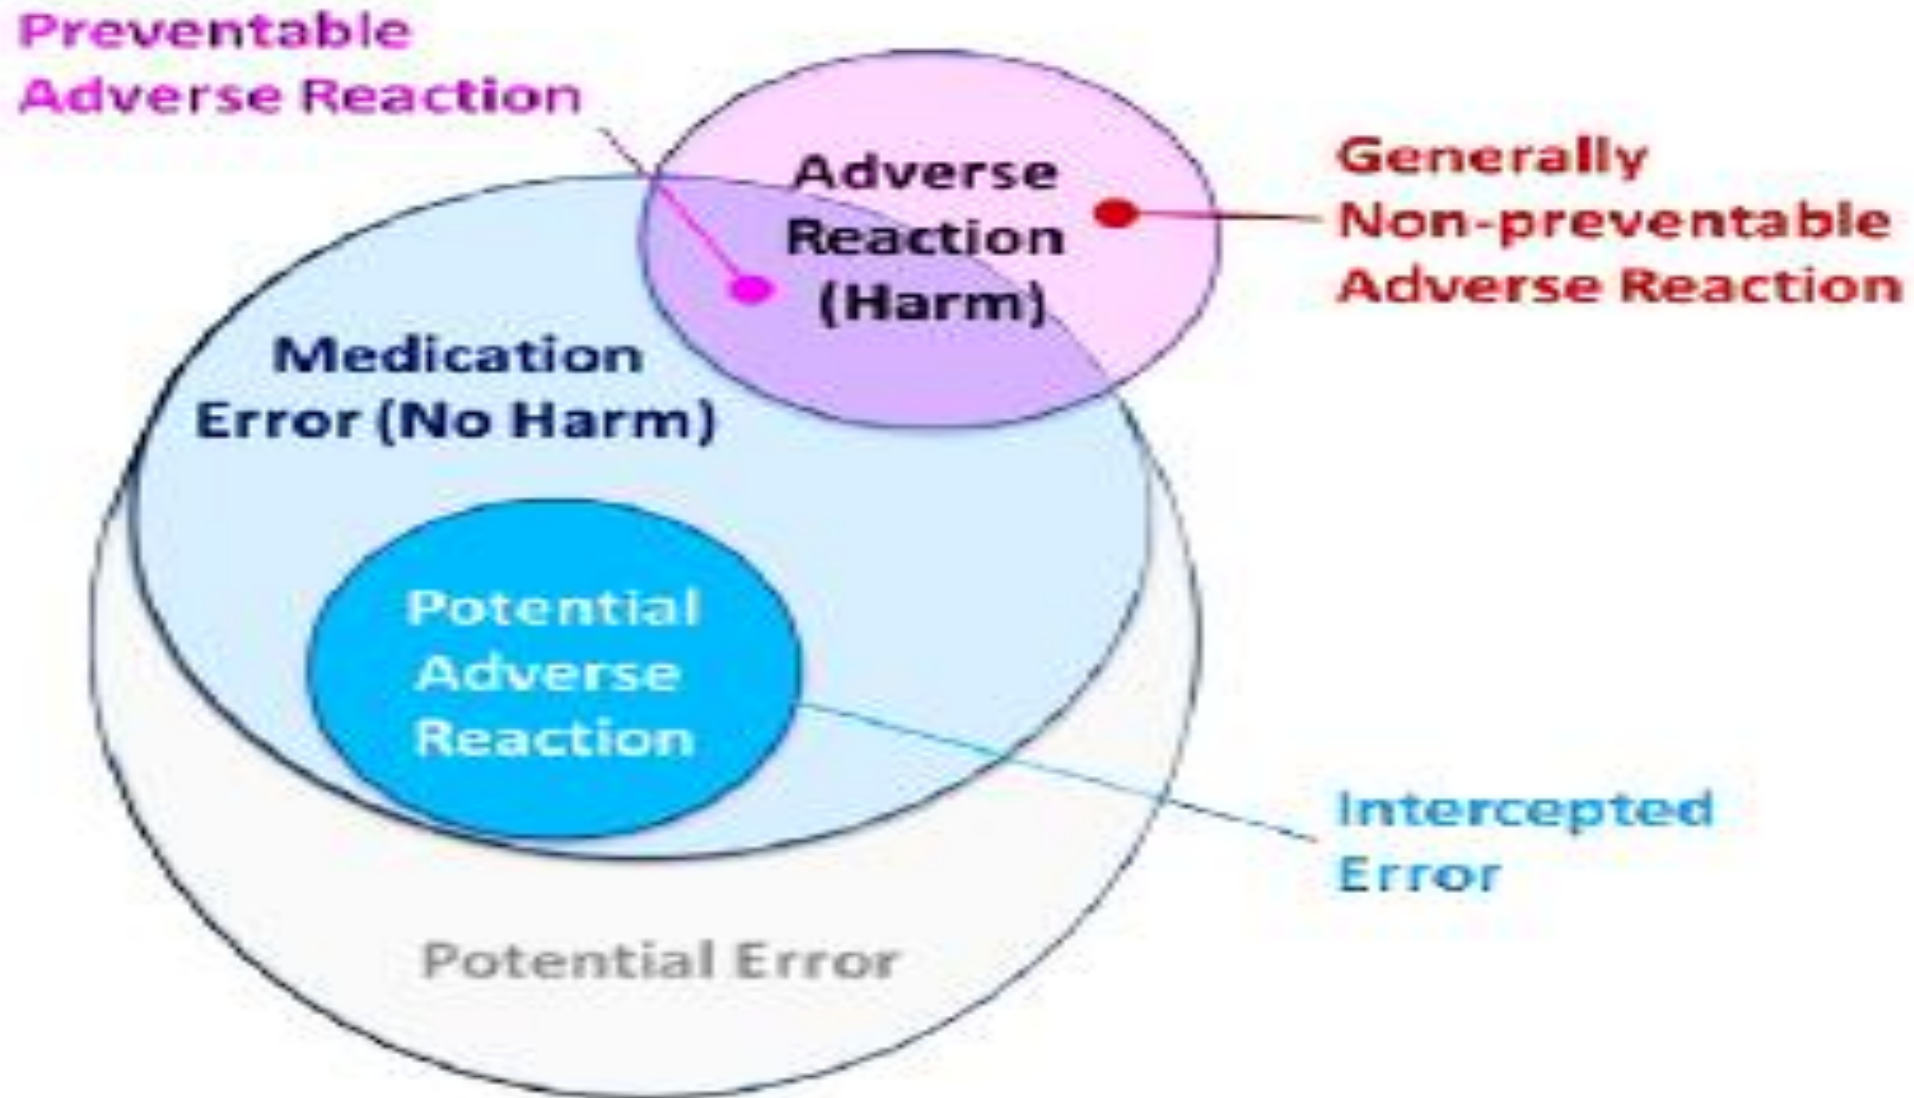 Preventable
Adverse Reaction
Adverse
Reaction
(Harm)
Generally
Non-preventable
Adverse Reaction
Medication
Error (No Harm)
Potential
Adverse
Reaction
Intercepted
Error
Potential Error